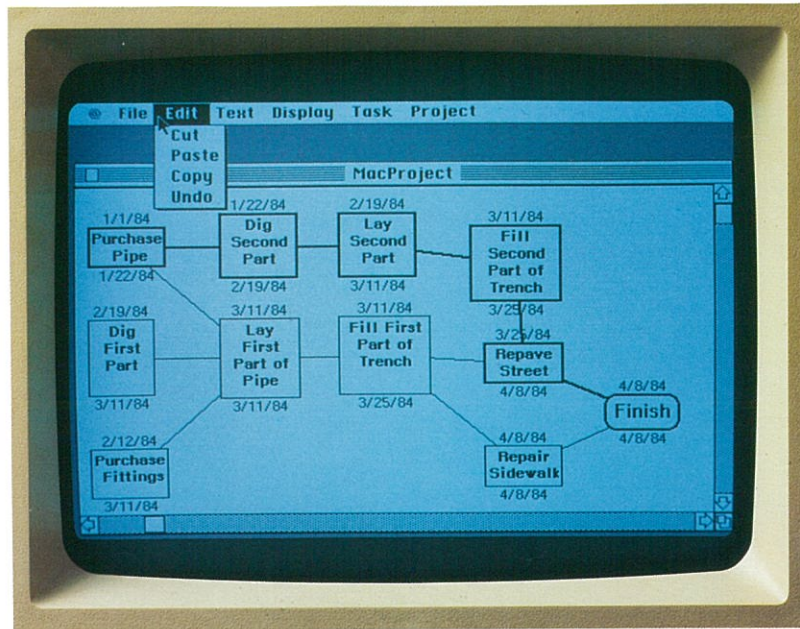 File Edit Text Display Task Project
Cut
Paste
Copy
Undo
MacProject
1/1/84
Purchase
Pipe
1/22/84
1/22/84
Dig
Second
Part
2/19/84
2/19/84
Lay
Second
Part
3/11/84
3/11/84
Fill
Second
Part of
Trench
3/25/84
2/19/84
Dig
First
Part
3/11/84
3/11/84
Lay
First
Part of
Pipe
3/11/84
3/11/84
Fill First
Part of
Trench
3/25/84
3/25/84
Repave
Street
4/8/84
4/8/84
Finish
4/8/84
2/12/84
Purchase
Fittings
3/11/84
4/8/84
Repair
Sidewalk
4/8/84